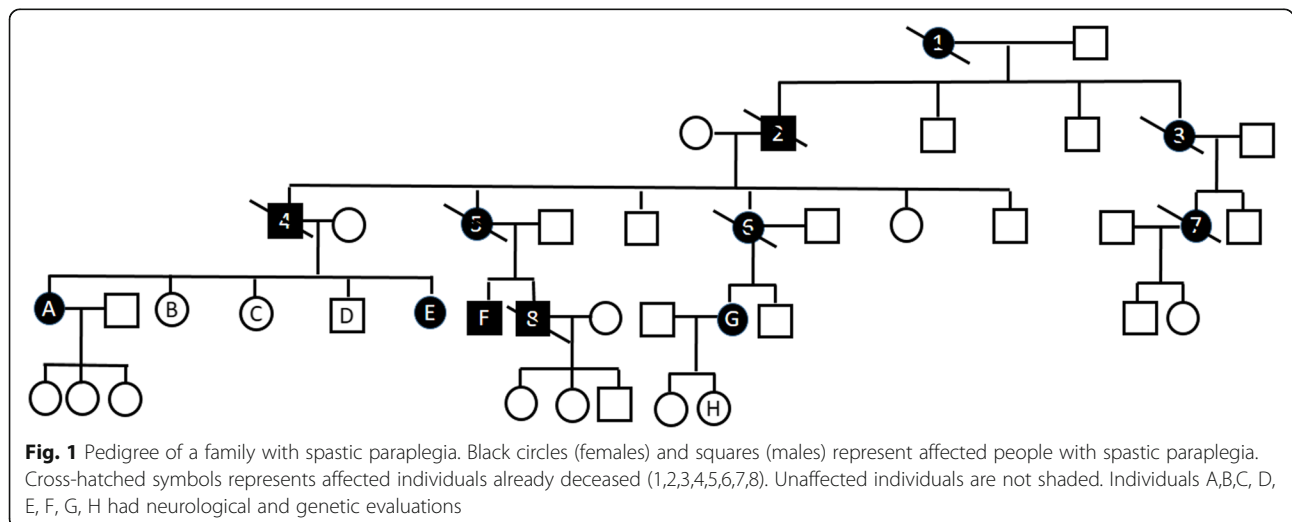 1
2
3
4
5
6
7
A
B
C
D
E
F
8
G
H
Fig. 1 Pedigree of a family with spastic paraplegia. Black circles (females) and squares (males) represent affected people with spastic paraplegia.
Cross-hatched symbols represents affected individuals already deceased (1,2,3,4,5,6,7,8). Unaffected individuals are not shaded. Individuals A,B,C, D,
E, F, G, H had neurological and genetic evaluations